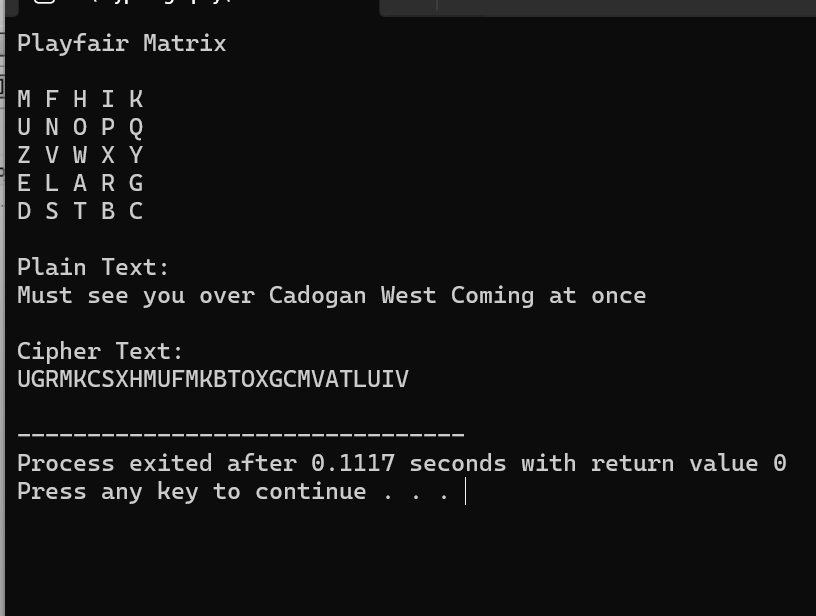 Playfair Matrix
M F H I K
U N O P Q
Z V W X Y
E L A R G
D S T B C
Plain Text:
Must see you over Cadogan West Coming at once
Cipher Text:
UGRMKCSXHMUFMKBTOXGCMVATLUIV
--------------------------------
Process exited after 0.1117 seconds with return value 0
Press any key to continue . . .